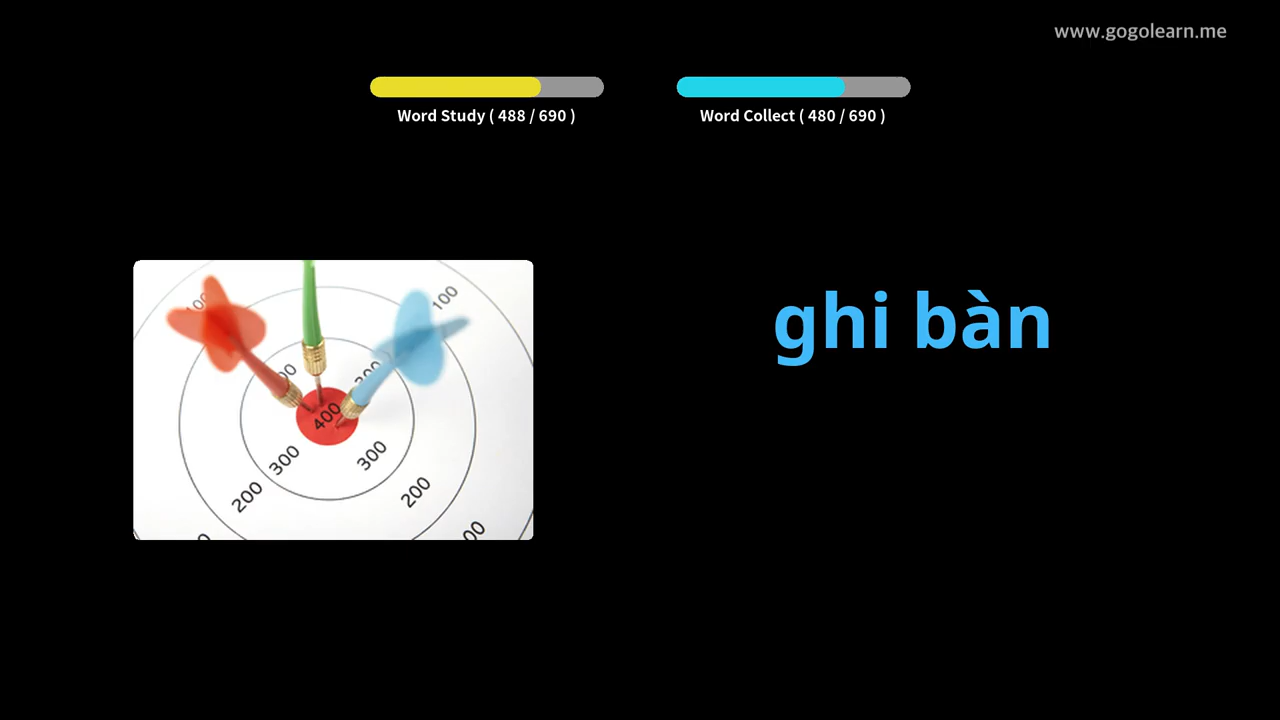 www.gogolearn.me
Word Study ( 488 / 690 )
Word Collect ( 480 / 690 )
ghi bàn
100
100
400
300
300
200
200